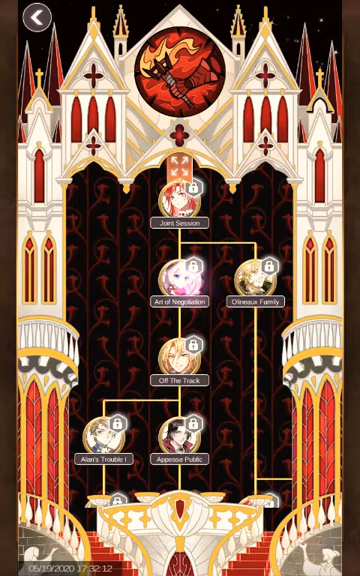 Joint Session
Art of Negotiation
Olineaux Family
Off The Track
Alan's Trouble I
Appease Public
05/19/2020 17:32:12